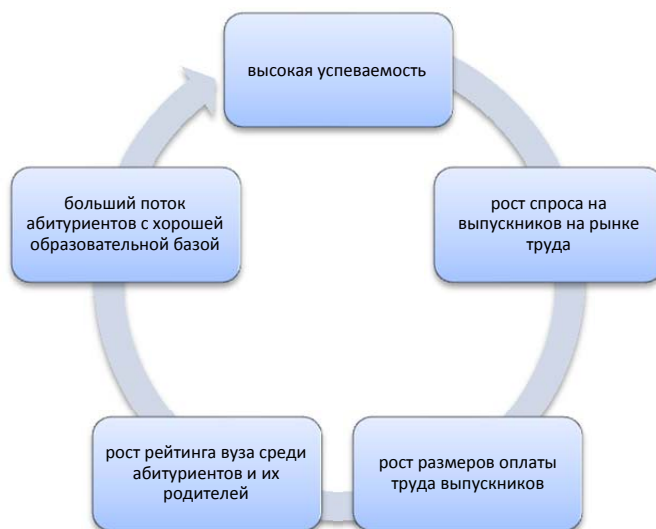 высокая успеваемость
рост спроса на
выпускников на рынке
труда
рост размеров оплаты
труда выпускников
рост рейтинга вуза среди
абитуриентов и их
родителей
больший поток
абитуриентов с хорошей
образовательной базой